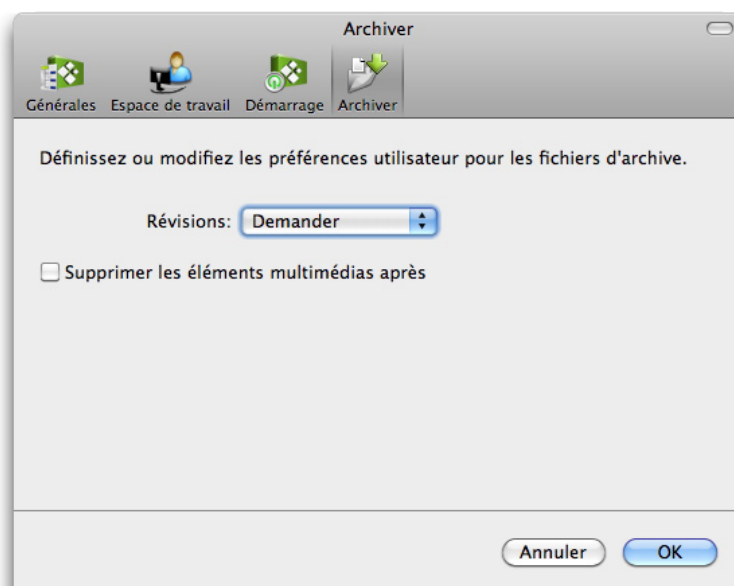 Archiver
Générales Espace de travail Démarrage Archiver
Définissez ou modifiez les préférences utilisateur pour les fichiers d'archive.
Révisions: Demander
Supprimer les éléments multimédias après
Annuler OK